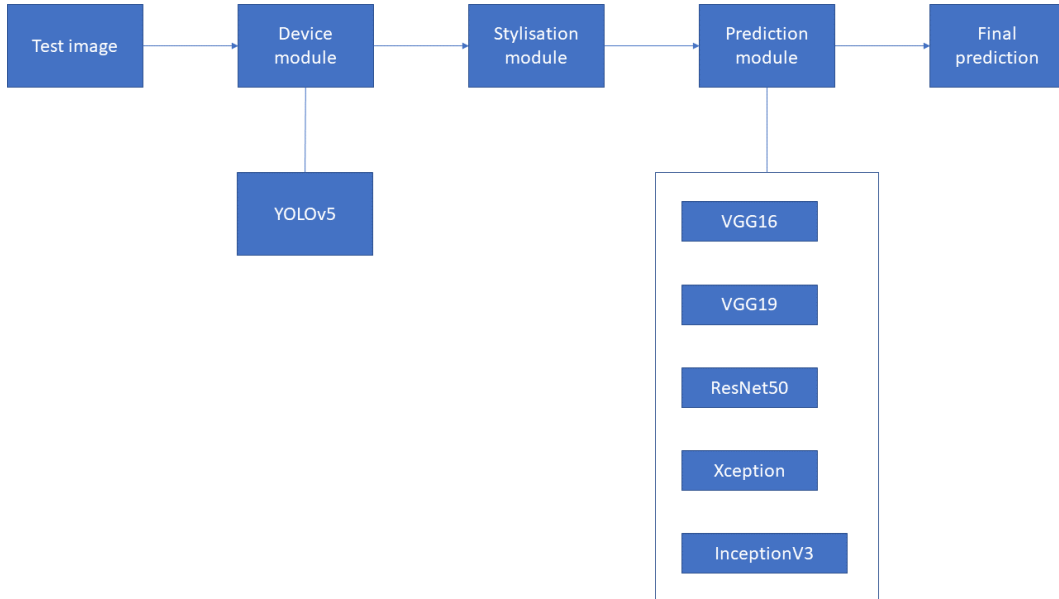 Test image
Device
module
Stylisation
module
Prediction
module
Final
prediction
YOLOv5
VGG16
VGG19
ResNet50
Xception
InceptionV3